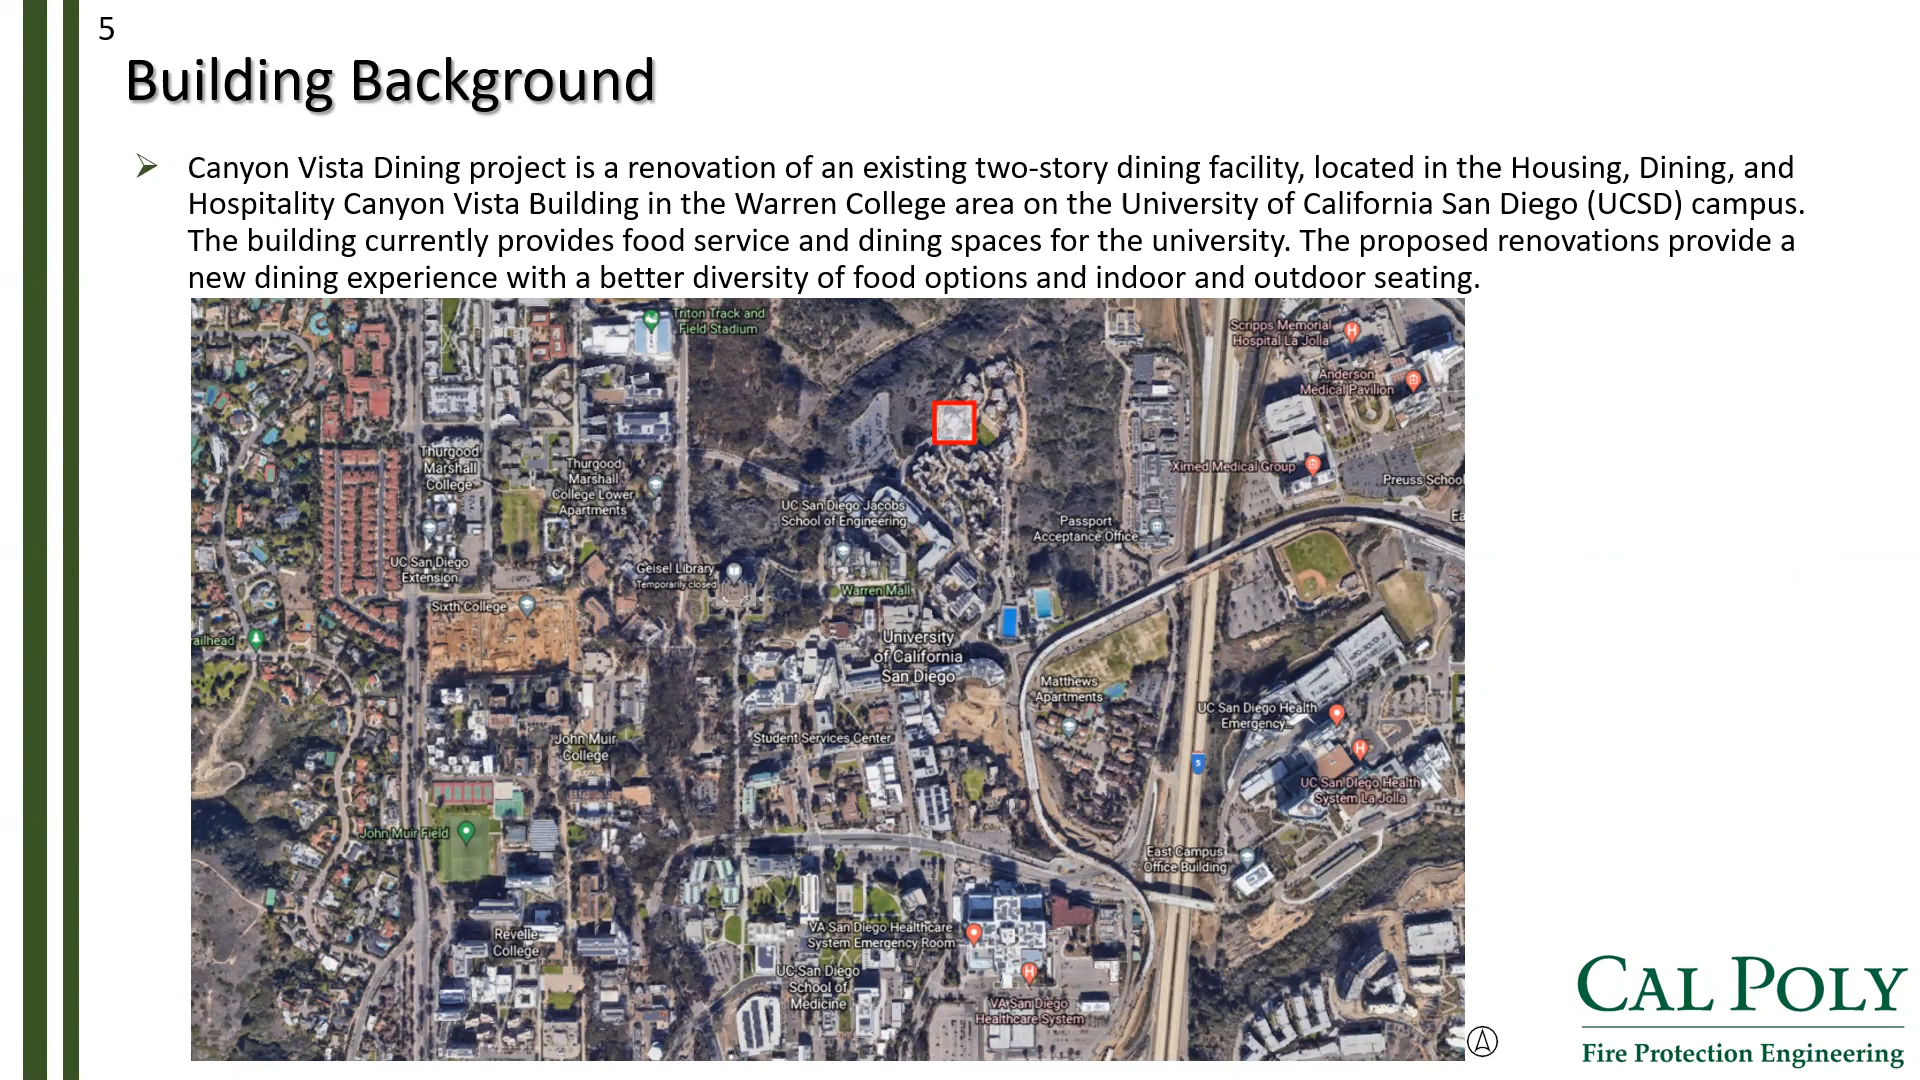 5
Building Background
Canyon Vista Dining project is a renovation of an existing two-story dining facility, located in the Housing, Dining, and
Hospitality Canyon Vista Building in the Warren College area on the University of California San Diego (UCSD) campus.
The building currently provides food service and dining spaces for the university. The proposed renovations provide a
new dining experience with a better diversity of food options and indoor and outdoor seating.
Triton Track and
Field Stadium
Scripps Memorial
Hospital La Jolla
Anderson
Medical Pavilion
Thurgood
Marshall
College
Thurgood
Marshall
College Lower
Apartments
Ximed Medical Group
Preuss School
UC San Diego Jacobs
School of Engineering
Passport
Acceptance Office
Ea
UC San Diego
Extension
Geisel Library
Temporarily closed
Warren Mall
Sixth College
ailhead
University
of California
San Diego
Matthews
Apartments
UC San Diego Health
Emergency...
John Muir
College
Student Services Center
5
UC San Diego Health
System La Jolla
John Muir Field
East Campus
Office Building
Revelle
College
VA San Diego Healthcare
System Emergency Room
UC San Diego
School of
Medicine
VA San Diego
Healthcare System
CAL POLY
Fire Protection Engineering